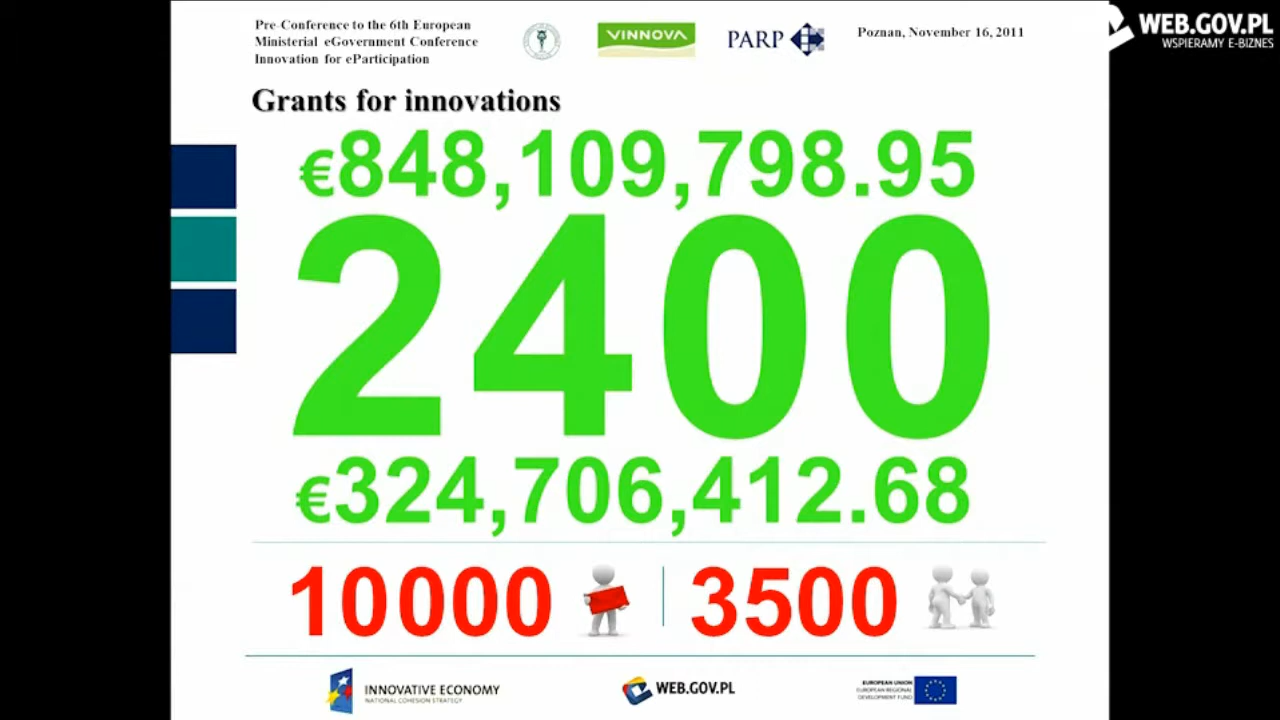 Pre-Conference to the 6th European
Ministerial eGovernment Conference
Innovation for eParticipation
VINNOVA
PARP
Poznan, November 16, 2011
WEB.GOV.PL
WSPIERAMY E-BIZNES
Grants for innovations
€848,109,798.95
2400
€324,706,412.68
10000
3500
INNOVATIVE ECONOMY
NATIONAL COHESION STRATEGY
WEB.GOV.PL
EUROPEAN UNION
EUROPEAN REGIONAL
DEVELOPMENT FUND